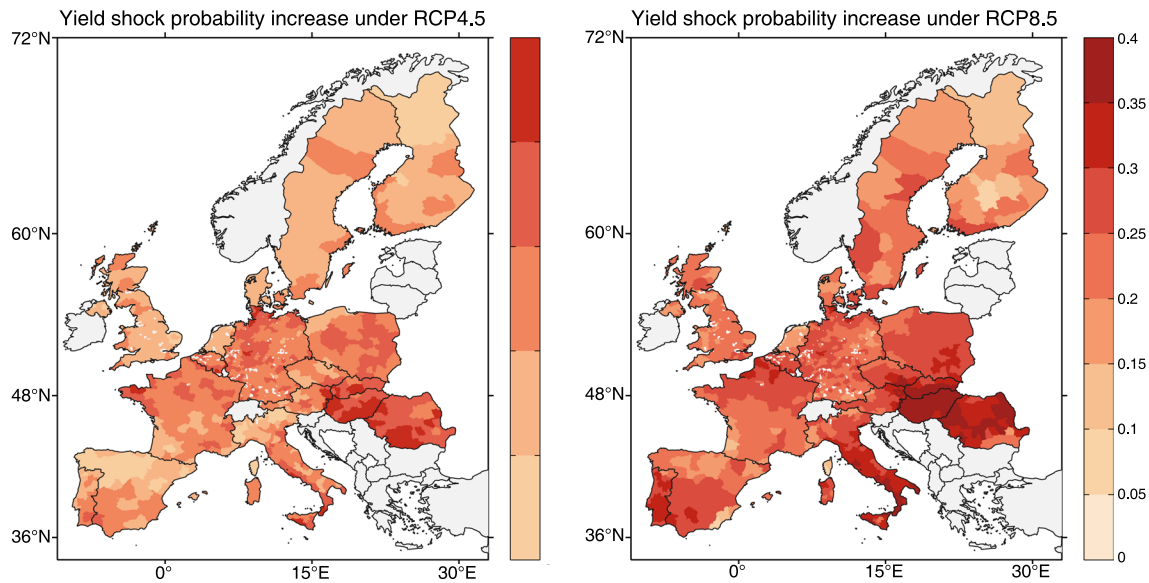 Yield shock probability increase under RCP4.5
Yield shock probability increase under RCP8.5
72°N
60°N
48°N
36°N
0°
15°E
30°E
72°N
60°N
48°N
36°N
0°
15°E
30°E
0.4
0.35
0.3
0.25
0.2
0.15
0.1
0.05
0